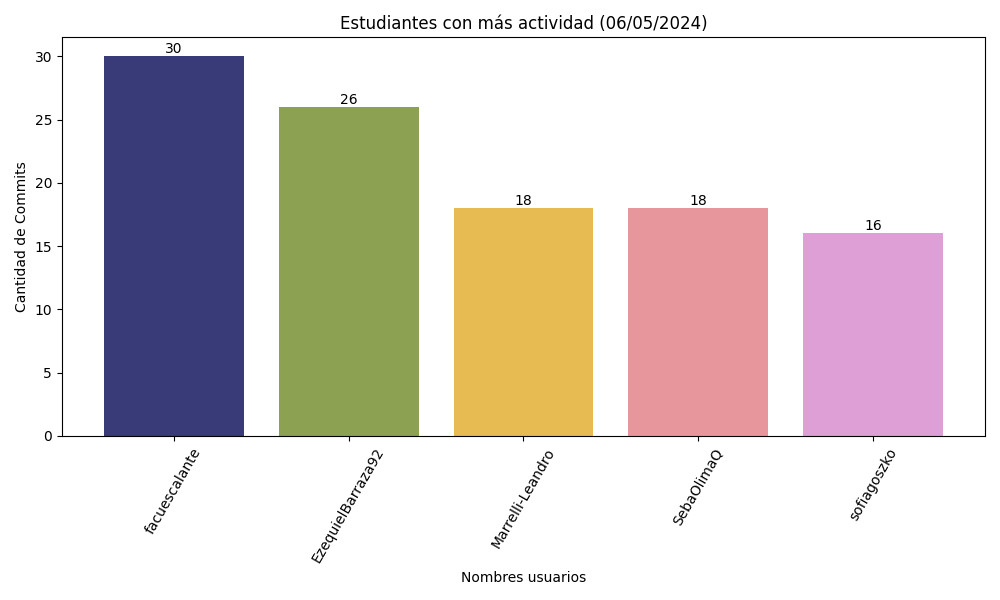 Estudiantes con más actividad (06/05/2024)
Cantidad de Commits
30
25
20
15
10
5
0
30
26
18
18
16
facuescalante
EzequielBarraza92
Marrelli-Leandro
SebaOlimaQ
sofiagoszko
Nombres usuarios